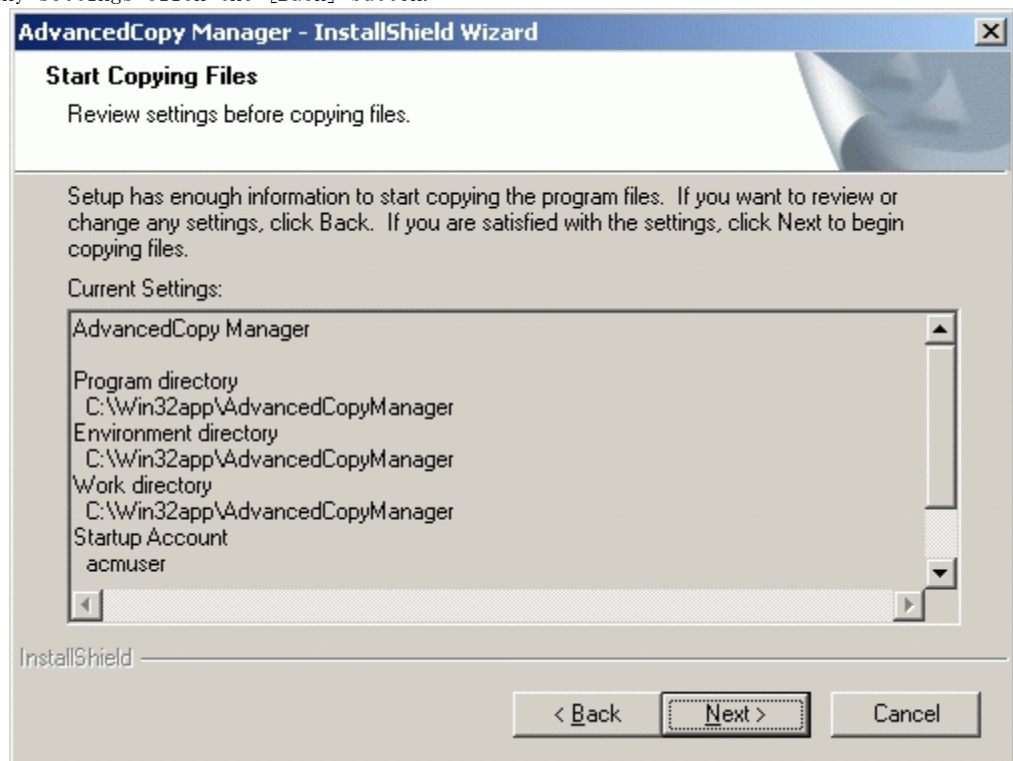 AdvancedCopy Manager - InstallShield Wizard
Start Copying Files
Review settings before copying files.
Setup has enough information to start copying the program files.  If you want to review or
change any settings, click Back.  If you are satisfied with the settings, click Next to begin
copying files.
Current Settings:
AdvancedCopy Manager
Program directory
C:\Win32app\AdvancedCopyManager
Environment directory
C:\Win32app\AdvancedCopyManager
Work directory
C:\Win32app\AdvancedCopyManager
Startup Account
acmuser
InstallShield
< Back
Next >
Cancel